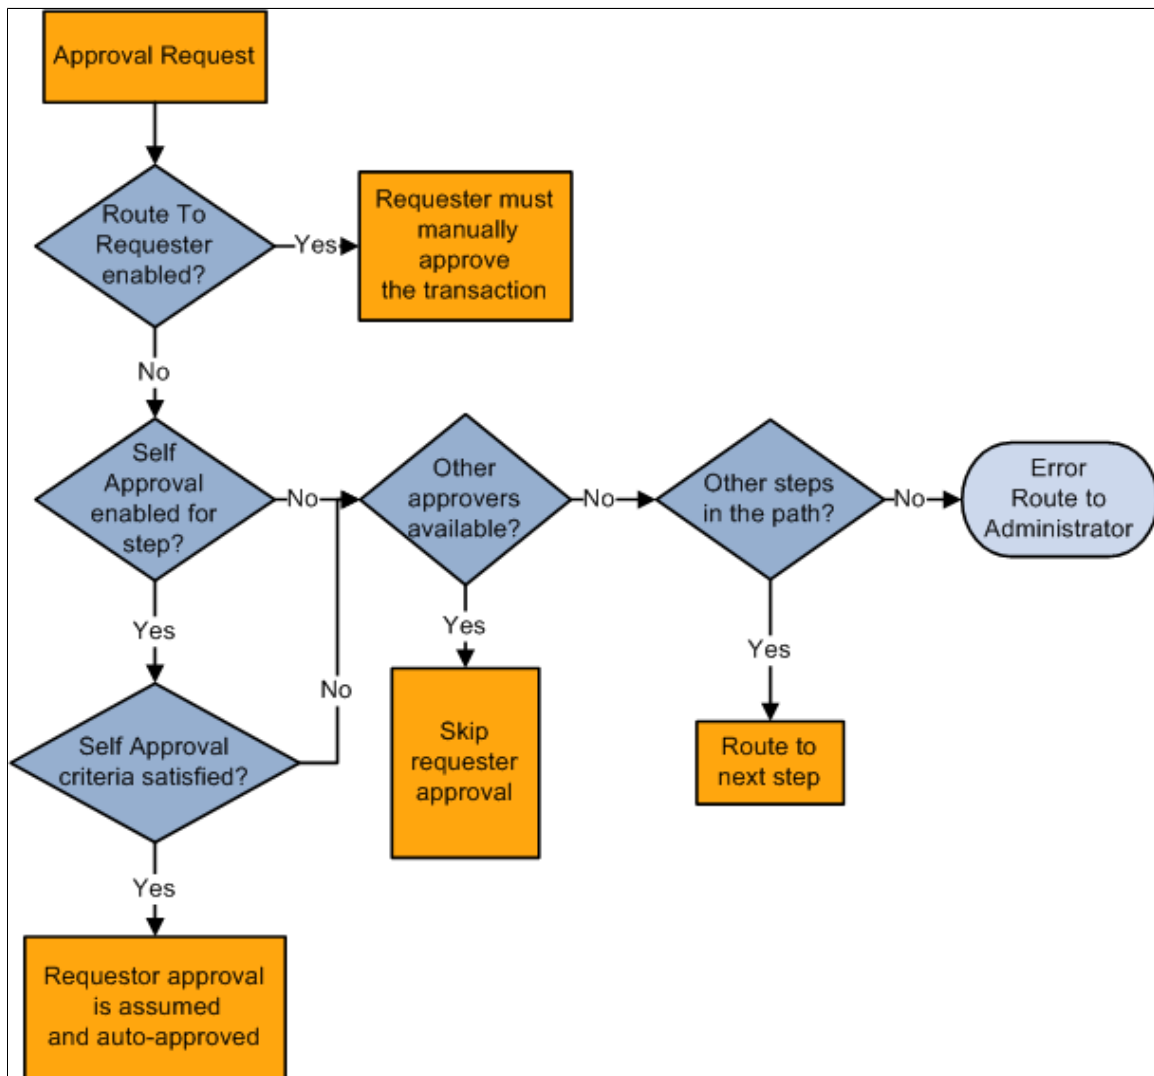 Approval Request
Route To
Requester
enabled?
Yes
Requester must
manually
approve
the transaction
No
Self
Approval
enabled for
step?
No
Other
approvers
available?
No
Other steps
in the path?
No
Error
Route to
Administrator
Yes
Yes
Yes
No
Self Approval
criteria satisfied?
Skip
requester
approval
Route to
next step
Yes
Requestor approval
is assumed
and auto-approved